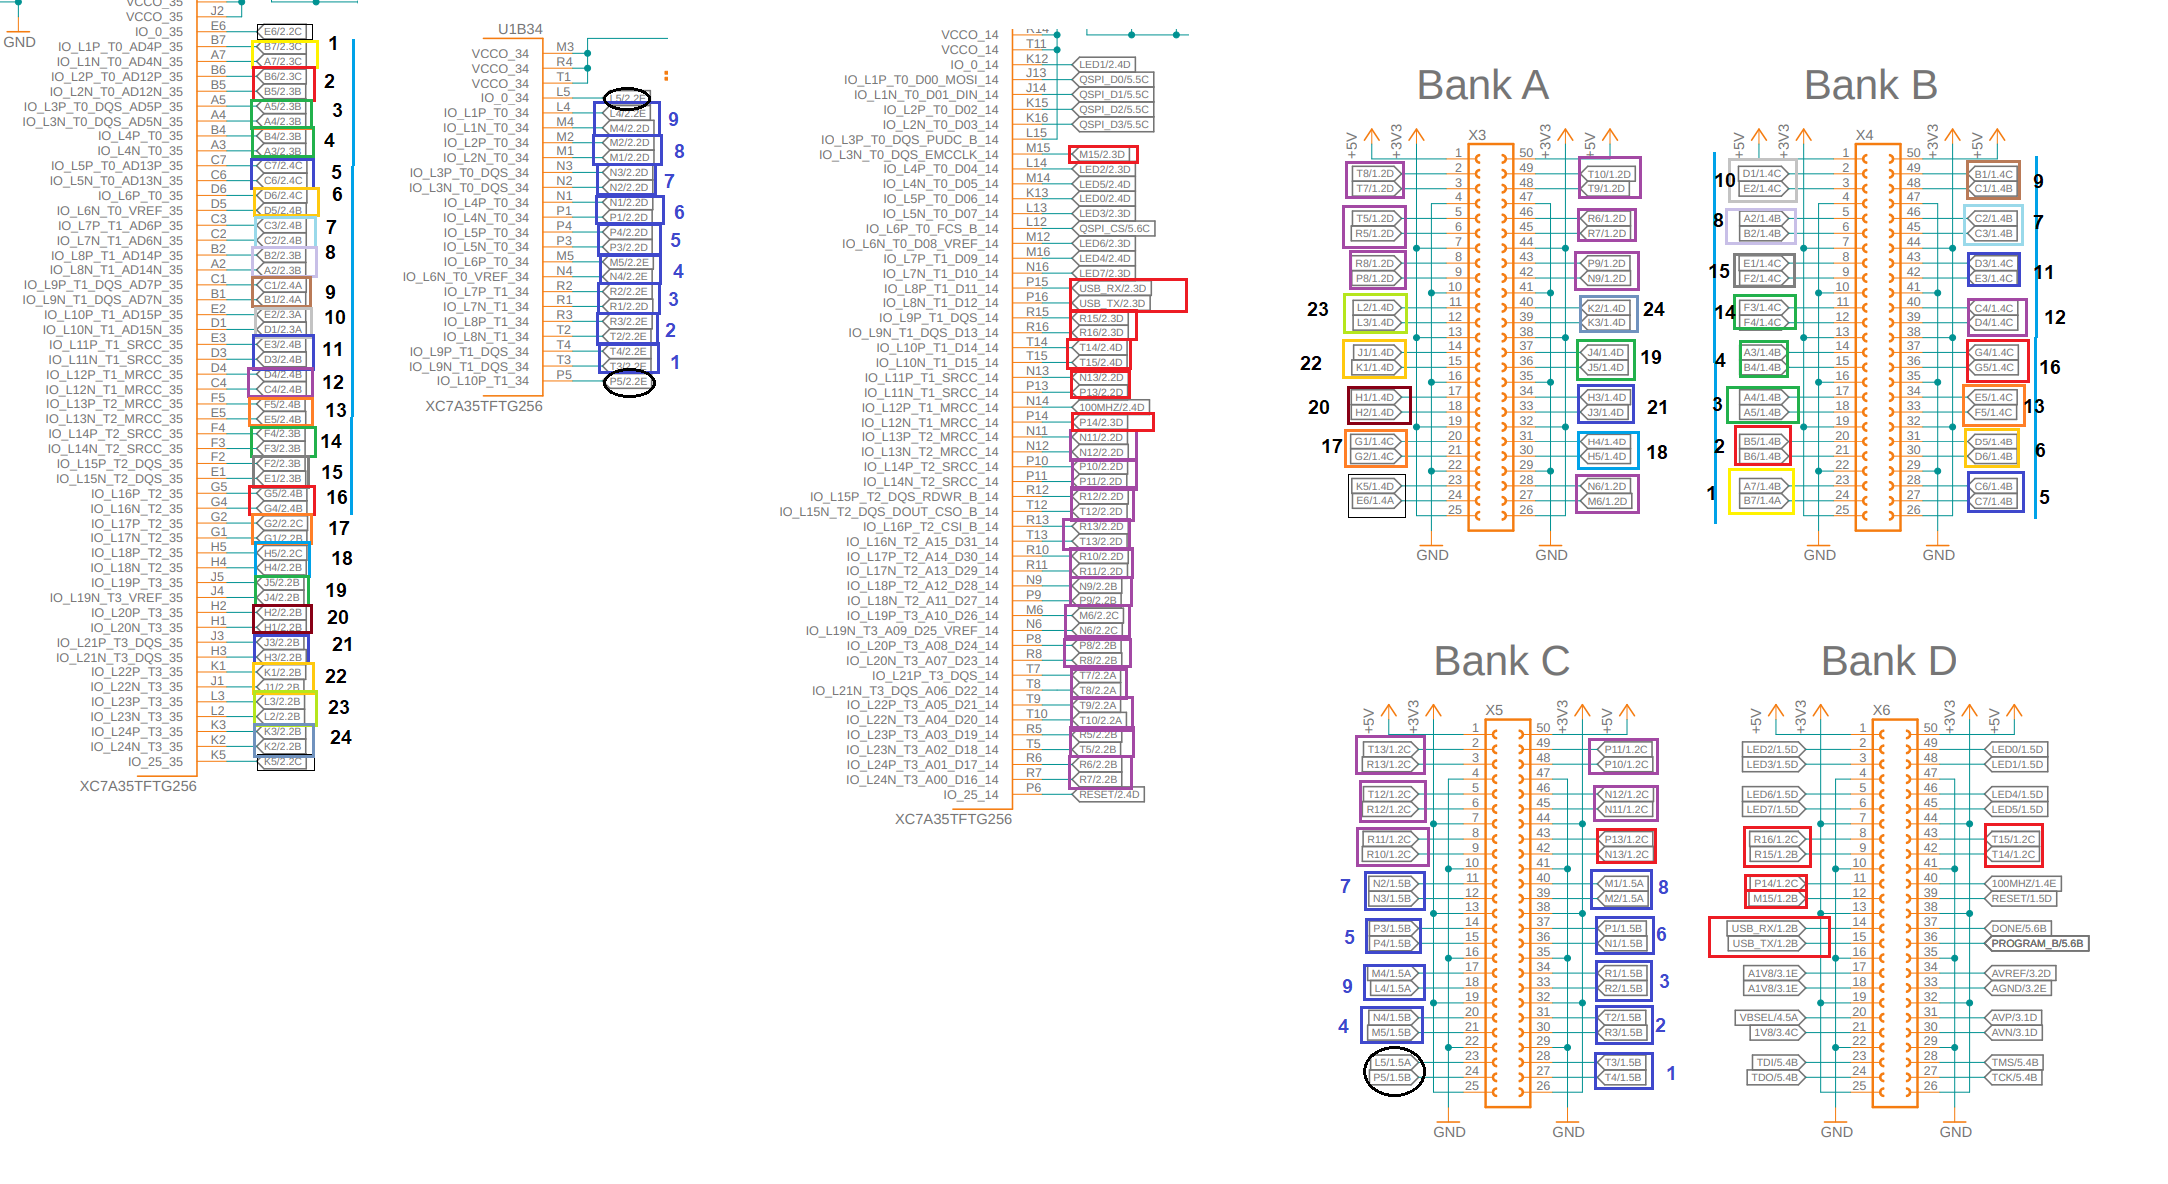 VCCO_35
VCCO_35 J2
IO_0_35 E6 E6/2.2C
IO_L1P_T0_AD4P_35 B7 B7/2.3C 1
IO_L1N_T0_AD4N_35 A7 A7/2.3C
IO_L2P_T0_AD12P_35 B6 B6/2.3C 2
IO_L2N_T0_AD12N_35 B5 B5/2.3B
IO_L3P_T0_DQS_AD5P_35 A5 A5/2.3B 3
IO_L3N_T0_DQS_AD5N_35 A4 A4/2.3B
IO_L4P_T0_35 B4 B4/2.3B 4
IO_L4N_T0_35 A3 A3/2.3B
IO_L5P_T0_AD13P_35 C7 C7/2.4C 5
IO_L5N_T0_AD13N_35 C6 C6/2.4C
IO_L6P_T0_35 D6 D6/2.4C 6
IO_L6N_T0_VREF_35 D5 D5/2.4B
IO_L7P_T1_AD6P_35 C3 C3/2.4B 7
IO_L7N_T1_AD6N_35 C2 C2/2.4B
IO_L8P_T1_AD14P_35 B2 B2/2.3B 8
IO_L8N_T1_AD14N_35 A2 A2/2.3B
IO_L9P_T1_DQS_AD7P_35 C1 C1/2.4A 9
IO_L9N_T1_DQS_AD7N_35 B1 B1/2.4A
IO_L10P_T1_AD15P_35 E2 E2/2.3A 10
IO_L10N_T1_AD15N_35 D1 D1/2.3A
IO_L11P_T1_SRCC_35 E3 E3/2.4B 11
IO_L11N_T1_SRCC_35 D3 D3/2.4B
IO_L12P_T1_MRCC_35 D4 D4/2.4B 12
IO_L12N_T1_MRCC_35 C4 C4/2.4B
IO_L13P_T2_MRCC_35 F5 F5/2.4B 13
IO_L13N_T2_MRCC_35 E5 E5/2.4B
IO_L14P_T2_SRCC_35 F4 F4/2.3B 14
IO_L14N_T2_SRCC_35 F3 F3/2.3B
IO_L15P_T2_DQS_35 F2 F2/2.3B 15
IO_L15N_T2_DQS_35 E1 E1/2.3B
IO_L16P_T2_35 G5 G5/2.4B 16
IO_L16N_T2_35 G4 G4/2.4B
IO_L17P_T2_35 G2 G2/2.2C 17
IO_L17N_T2_35 G1 G1/2.2B
IO_L18P_T2_35 H5 H5/2.2C 18
IO_L18N_T2_35 H4 H4/2.2B
IO_L19P_T3_35 J5 J5/2.2B 19
IO_L19N_T3_VREF_35 J4 J4/2.2B
IO_L20P_T3_35 H2 H2/2.2B 20
IO_L20N_T3_35 H1 H1/2.2B
IO_L21P_T3_DQS_35 J3 J3/2.2B 21
IO_L21N_T3_DQS_35 H3 H3/2.2B
IO_L22P_T3_35 K1 K1/2.2B 22
IO_L22N_T3_35 J1 J1/2.2B
IO_L23P_T3_35 L3 L3/2.2B 23
IO_L23N_T3_35 L2 L2/2.2B
IO_L24P_T3_35 K3 K3/2.2B 24
IO_L24N_T3_35 K2 K2/2.2B
IO_25_35 K5 K5/2.2C
XC7A35TFTG256
GND
U1B34
VCCO_34 M3
VCCO_34 R4
VCCO_34 T1
IO_0_34 L5 L5/2.2E
IO_L1P_T0_34 L4 L4/2.2E 9
IO_L1N_T0_34 M4 M4/2.2D
IO_L2P_T0_34 M2 M2/2.2D 8
IO_L2N_T0_34 M1 M1/2.2D
IO_L3P_T0_DQS_34 N3 N3/2.2D 7
IO_L3N_T0_DQS_34 N2 N2/2.2D
IO_L4P_T0_34 N1 N1/2.2D 6
IO_L4N_T0_34 P1 P1/2.2D
IO_L5P_T0_34 P4 P4/2.2D 5
IO_L5N_T0_34 P3 P3/2.2D
IO_L6P_T0_34 M5 M5/2.2E 4
IO_L6N_T0_VREF_34 N4 N4/2.2E
IO_L7P_T1_34 R2 R2/2.2E 3
IO_L7N_T1_34 R1 R1/2.2D
IO_L8P_T1_34 R3 R3/2.2E 2
IO_L8N_T1_34 T2 T2/2.2E
IO_L9P_T1_DQS_34 T4 T4/2.2E 1
IO_L9N_T1_DQS_34 T3 T3/2.2E
IO_L10P_T1_34 P5 P5/2.2E
XC7A35TFTG256
VCCO_14 R14
VCCO_14 T11
IO_0_14 K12 LED1/2.4D
IO_L1P_T0_D00_MOSI_14 J13 QSPI_D0/5.5C
IO_L1N_T0_D01_DIN_14 J14 QSPI_D1/5.5C
IO_L2P_T0_D02_14 K15 QSPI_D2/5.5C
IO_L2N_T0_D03_14 K16 QSPI_D3/5.5C
IO_L3P_T0_DQS_PUDC_B_14 L15
IO_L3N_T0_DQS_EMCCLK_14 M15 M15/2.3D
IO_L4P_T0_D04_14 L14 LED2/2.3D
IO_L4N_T0_D05_14 M14 LED5/2.4D
IO_L5P_T0_D06_14 K13 LED0/2.4D
IO_L5N_T0_D07_14 L13 LED3/2.3D
IO_L6P_T0_FCS_B_14 L12 QSPI_CS/5.6C
IO_L6N_T0_D08_VREF_14 M12 LED6/2.3D
IO_L7P_T1_D09_14 M16 LED4/2.4D
IO_L7N_T1_D10_14 N16 LED7/2.3D
IO_L8P_T1_D11_14 P15 USB_RX/2.3D
IO_L8N_T1_D12_14 P16 USB_TX/2.3D
IO_L9P_T1_DQS_14 R15 R15/2.3D
IO_L9N_T1_DQS_D13_14 R16 R16/2.3D
IO_L10P_T1_D14_14 T14 T14/2.4D
IO_L10N_T1_D15_14 T15 T15/2.4D
IO_L11P_T1_SRCC_14 N13 N13/2.2D
IO_L11N_T1_SRCC_14 P13 P13/2.2D
IO_L12P_T1_MRCC_14 N14 100MHZ/2.4D
IO_L12N_T1_MRCC_14 P14 P14/2.3D
IO_L13P_T2_MRCC_14 N11 N11/2.2D
IO_L13N_T2_MRCC_14 N12 N12/2.2D
IO_L14P_T2_SRCC_14 P10 P10/2.2D
IO_L14N_T2_SRCC_14 P11 P11/2.2D
IO_L15P_T2_DQS_RDWR_B_14 R12 R12/2.2D
IO_L15N_T2_DQS_DOUT_CSO_B_14 T12 T12/2.2D
IO_L16P_T2_CSI_B_14 R13 R13/2.2D
IO_L16N_T2_A15_D31_14 T13 T13/2.2D
IO_L17P_T2_A14_D30_14 R10 R10/2.2D
IO_L17N_T2_A13_D29_14 R11 R11/2.2D
IO_L18P_T2_A12_D28_14 N9 N9/2.2B
IO_L18N_T2_A11_D27_14 P9 P9/2.2B
IO_L19P_T3_A10_D26_14 M6 M6/2.2C
IO_L19N_T3_A09_D25_VREF_14 N6 N6/2.2C
IO_L20P_T3_A08_D24_14 P8 P8/2.2B
IO_L20N_T3_A07_D23_14 R8 R8/2.2B
IO_L21P_T3_DQS_14 T7 T7/2.2A
IO_L21N_T3_DQS_A06_D22_14 T8 T8/2.2A
IO_L22P_T3_A05_D21_14 T9 T9/2.2A
IO_L22N_T3_A04_D20_14 T10 T10/2.2A
IO_L23P_T3_A03_D19_14 R5 R5/2.2B
IO_L23N_T3_A02_D18_14 T5 T5/2.2B
IO_L24P_T3_A01_D17_14 R6 R6/2.2B
IO_L24N_T3_A00_D16_14 R7 R7/2.2B
IO_25_14 P6 RESET/2.4D
XC7A35TFTG256
Bank A
+5V +3V3 X3 +3V3 +5V
1 50
T8/1.2D 2 49 T10/1.2D
T7/1.2D 3 48 T9/1.2D
4 47
T5/1.2D 5 46 R6/1.2D
R5/1.2D 6 45 R7/1.2D
7 44
R8/1.2D 8 43 P9/1.2D
P8/1.2D 9 42 N9/1.2D
10 41
23 L2/1.4D 11 40 K2/1.4D 24
L3/1.4D 12 39 K3/1.4D
13 38
22 J1/1.4D 14 37 J4/1.4D 19
K1/1.4D 15 36 J5/1.4D
16 35
20 H1/1.4D 17 34 H3/1.4D 21
H2/1.4D 18 33 J3/1.4D
19 32
17 G1/1.4C 20 31 H4/1.4D 18
G2/1.4C 21 30 H5/1.4D
22 29
K5/1.4D 23 28 N6/1.2D
E6/1.4A 24 27 M6/1.2D
25 26
GND GND
Bank B
+5V +3V3 X4 +3V3 +5V
1 50
10 D1/1.4C 2 49 B1/1.4C 9
E2/1.4C 3 48 C1/1.4B
4 47
8 A2/1.4B 5 46 C2/1.4B 7
B2/1.4B 6 45 C3/1.4B
7 44
15 E1/1.4C 8 43 D3/1.4C 11
F2/1.4C 9 42 E3/1.4C
10 41
14 F3/1.4C 11 40 C4/1.4C 12
F4/1.4C 12 39 D4/1.4C
13 38
4 A3/1.4B 14 37 G4/1.4C 16
B4/1.4B 15 36 G5/1.4C
16 35
3 A4/1.4B 17 34 E5/1.4C 13
A5/1.4B 18 33 F5/1.4C
19 32
2 B5/1.4B 20 31 D5/1.4B 6
B6/1.4B 21 30 D6/1.4B
22 29
1 A7/1.4B 23 28 C6/1.4B 5
B7/1.4A 24 27 C7/1.4B
25 26
GND GND
Bank C
+5V +3V3 X5 +3V3 +5V
1 50
T13/1.2C 2 49 P11/1.2C
R13/1.2C 3 48 P10/1.2C
4 47
T12/1.2C 5 46 N12/1.2C
R12/1.2C 6 45 N11/1.2C
7 44
R11/1.2C 8 43 P13/1.2C
R10/1.2C 9 42 N13/1.2C
10 41
7 N2/1.5B 11 40 M1/1.5A 8
N3/1.5B 12 39 M2/1.5A
13 38
5 P3/1.5B 14 37 P1/1.5B 6
P4/1.5B 15 36 N1/1.5B
16 35
9 M4/1.5A 17 34 R1/1.5B 3
L4/1.5A 18 33 R2/1.5B
19 32
4 N4/1.5B 20 31 T2/1.5B 2
M5/1.5B 21 30 R3/1.5B
22 29
L5/1.5A 23 28 T3/1.5B 1
P5/1.5B 24 27 T4/1.5B
25 26
GND GND
Bank D
+5V +3V3 X6 +3V3 +5V
1 50
LED2/1.5D 2 49 LED0/1.5D
LED3/1.5D 3 48 LED1/1.5D
4 47
LED6/1.5D 5 46 LED4/1.5D
LED7/1.5D 6 45 LED5/1.5D
7 44
R16/1.2C 8 43 T15/1.2C
R15/1.2B 9 42 T14/1.2C
10 41
P14/1.2C 11 40 100MHZ/1.4E
M15/1.2B 12 39 RESET/1.5D
13 38
USB_RX/1.2B 14 37 DONE/5.6B
USB_TX/1.2B 15 36 PROGRAM_B/5.6B
16 35
A1V8/3.1E 17 34 AVREF/3.2D
A1V8/3.1E 18 33 AGND/3.2E
19 32
VBSEL/4.5A 20 31 AVP/3.1D
1V8/3.4C 21 30 AVN/3.1D
22 29
TDI/5.4B 23 28 TMS/5.4B
TDO/5.4B 24 27 TCK/5.4B
25 26
GND GND